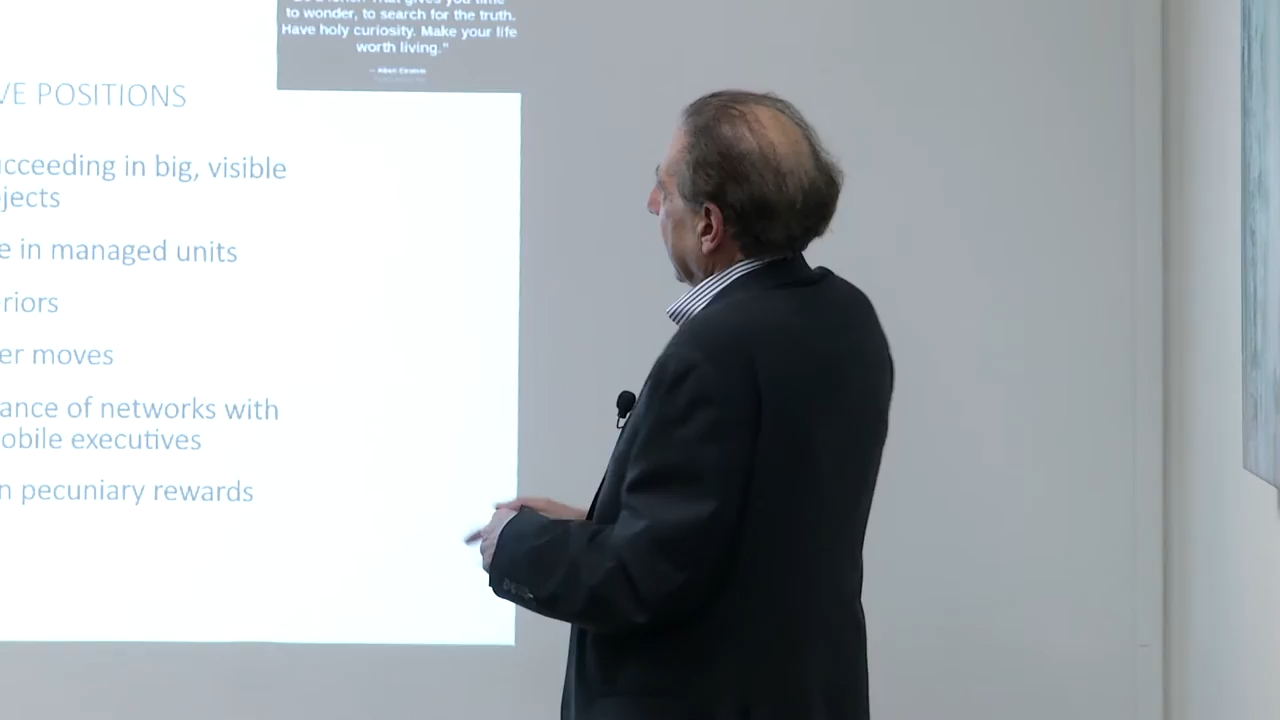 to wonder, to search for the truth.
Have holy curiosity. Make your life
worth living."
VE POSITIONS
cceeding in big, visible
jects
e in managed units
riors
er moves
ance of networks with
obile executives
n pecuniary rewards